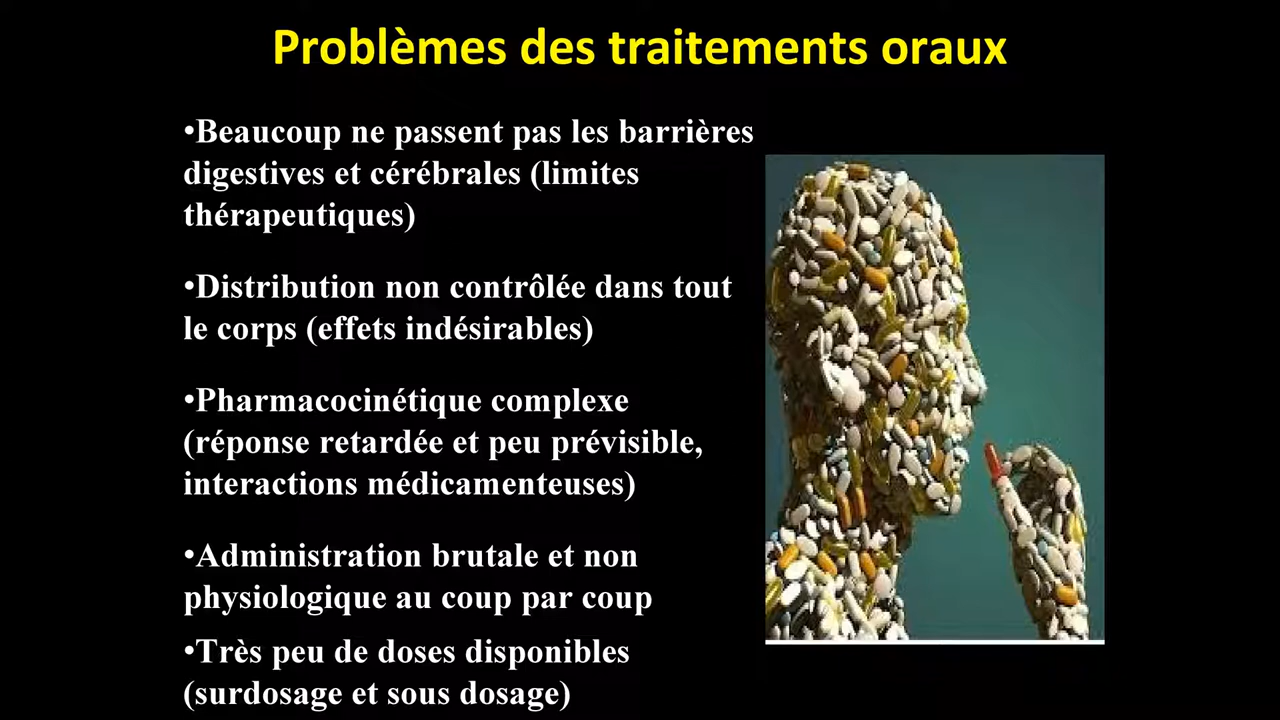 Problèmes des traitements oraux
•Beaucoup ne passent pas les barrières
digestives et cérébrales (limites
thérapeutiques)
•Distribution non contrôlée dans tout
le corps (effets indésirables)
•Pharmacocinétique complexe
(réponse retardée et peu prévisible,
interactions médicamenteuses)
•Administration brutale et non
physiologique au coup par coup
•Très peu de doses disponibles
(surdosage et sous dosage)